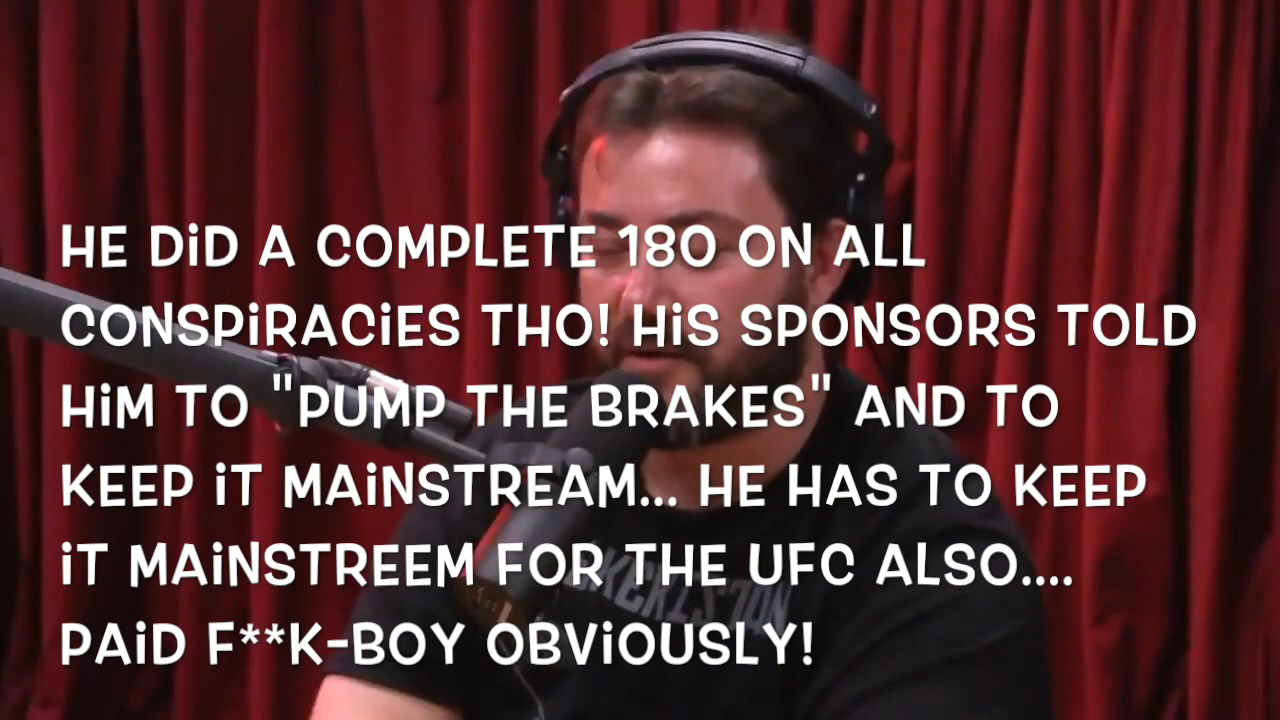 HE DID A COMPLETE 180 ON ALL
CONSPIRACIES THO! HIS SPONSORS TOLD
HIM TO "PUMP THE BRAKES" AND TO
KEEP IT MAINSTREAM... HE HAS TO KEEP
IT MAINSTREEM FOR THE UFC ALSO....
PAID F**K-BOY OBVIOUSLY!